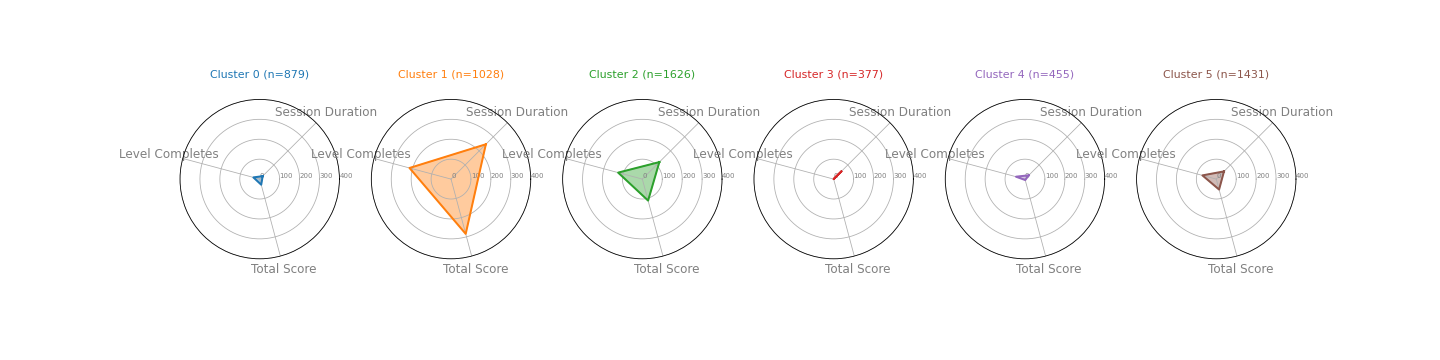 Cluster 0 (n=879)
Session Duration
Level Completes
Total Score
0
100
200
300
400
Cluster 1 (n=1028)
Session Duration
Level Completes
Total Score
0
100
200
300
400
Cluster 2 (n=1626)
Session Duration
Level Completes
Total Score
0
100
200
300
400
Cluster 3 (n=377)
Session Duration
Level Completes
Total Score
0
100
200
300
400
Cluster 4 (n=455)
Session Duration
Level Completes
Total Score
0
100
200
300
400
Cluster 5 (n=1431)
Session Duration
Level Completes
Total Score
0
100
200
300
400